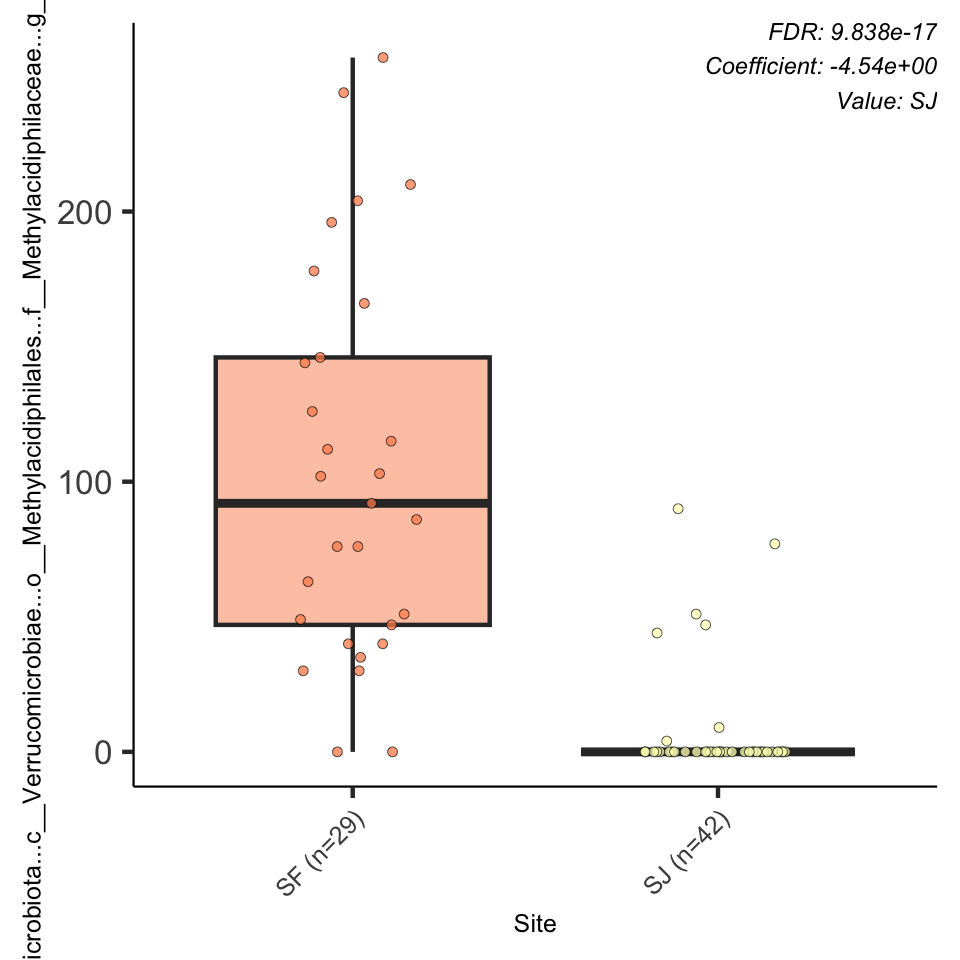 FDR: 9.838e-17
Coefficient: -4.54e+00
Value: SJ
icrobiota...c__Verrucomicrobiae...o__Methylacidiphilales...f__Methylacidiphilaceae...g_
200
100
0
SF (n=29)
SJ (n=42)
Site